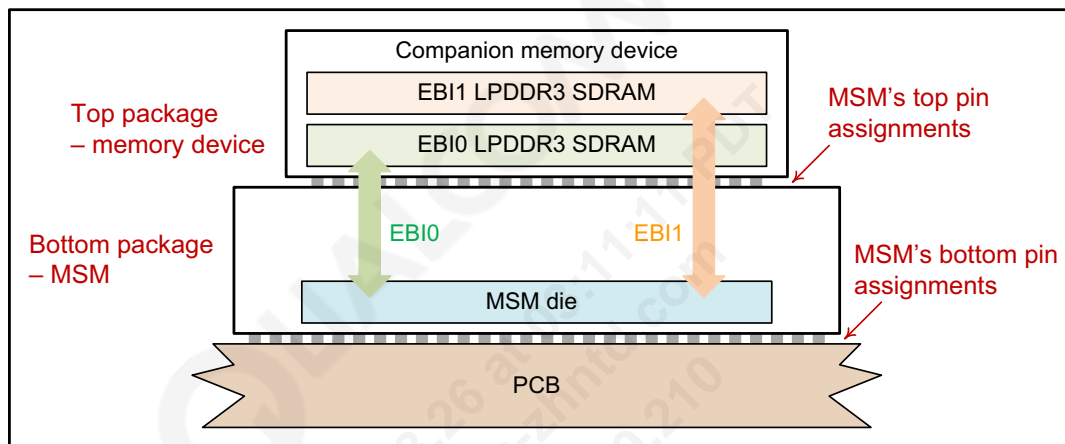 Companion memory device
EBI1 LPDDR3 SDRAM
EBI0 LPDDR3 SDRAM
Top package
– memory device
MSM's top pin
assignments
Bottom package
– MSM
EBI0
EBI1
MSM's bottom pin
assignments
MSM die
PCB